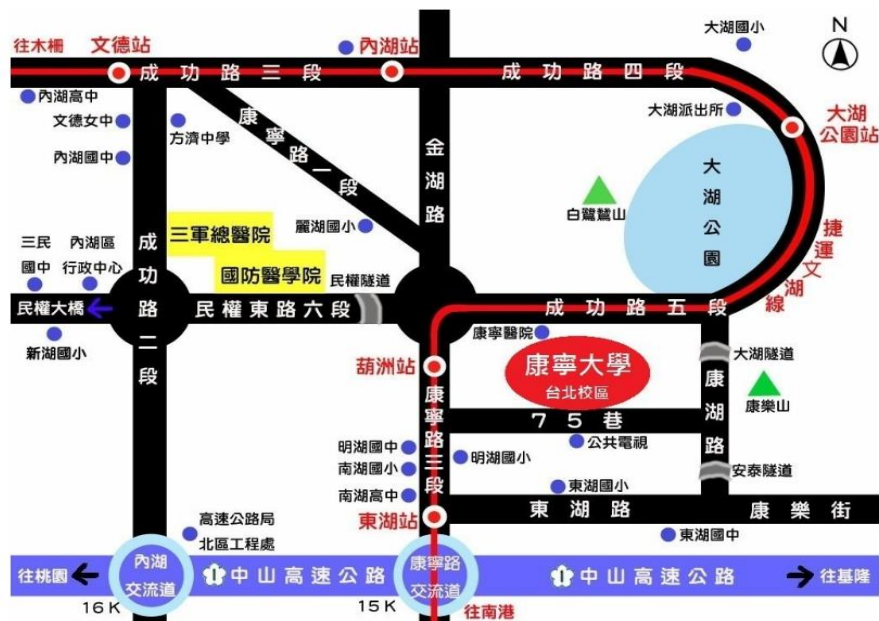 往木柵
文德站
成功路三段
內湖站
成功路四段
大湖國小
N
內湖高中
文德女中
內湖國中
方濟中學
康寧路一段
金湖路
大湖派出所
大湖
公園站
大湖公園
白鷺鷥山
麗湖國小
三軍總醫院
國防醫學院
三民
國中
內湖區
行政中心
成功路二段
民權隧道
捷運文湖線
民權大橋
民權東路六段
成功路五段
新湖國小
康寧醫院
葫洲站
康寧大學
台北校區
大湖隧道
康湖路
康樂山
康寧路三段
75巷
公共電視
明湖國中
明湖國小
南湖國小
安泰隧道
南湖高中
東湖國小
東湖站
東湖路
康樂街
高速公路局
北區工程處
東湖國中
往桃園
內湖
交流道
1
中山高速公路
康寧路
交流道
1
中山高速公路
往基隆
16K
15K
往南港